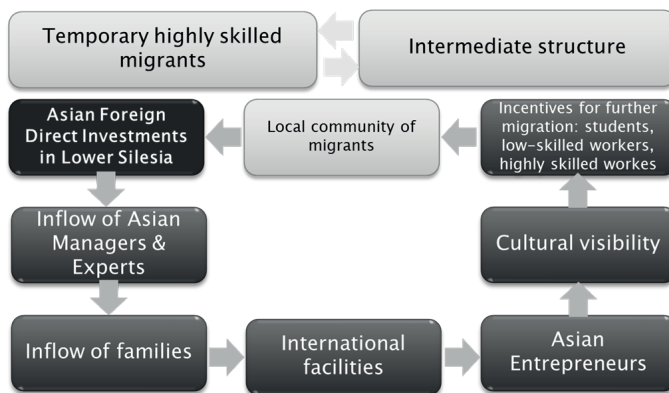 Temporary highly skilled
migrants
Intermediate structure
Asian Foreign
Direct Investments
in Lower Silesia
Local community of
migrants
Incentives for further
migration: students,
low-skilled workers,
highly skilled workes
Inflow of Asian
Managers &
Experts
Cultural visibility
Inflow of families
International
facilities
Asian
Entrepreneurs